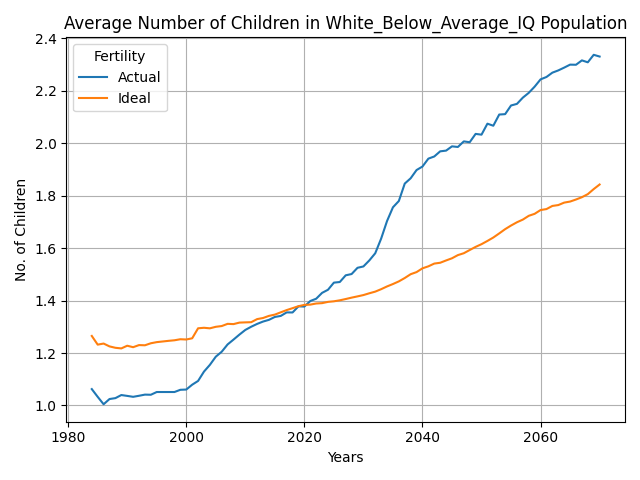 Average Number of Children in White_Below_Average_IQ Population
Fertility
Actual
Ideal
2.4
2.2
2.0
1.8
1.6
1.4
1.2
1.0
No. of Children
1980
2000
2020
2040
2060
Years